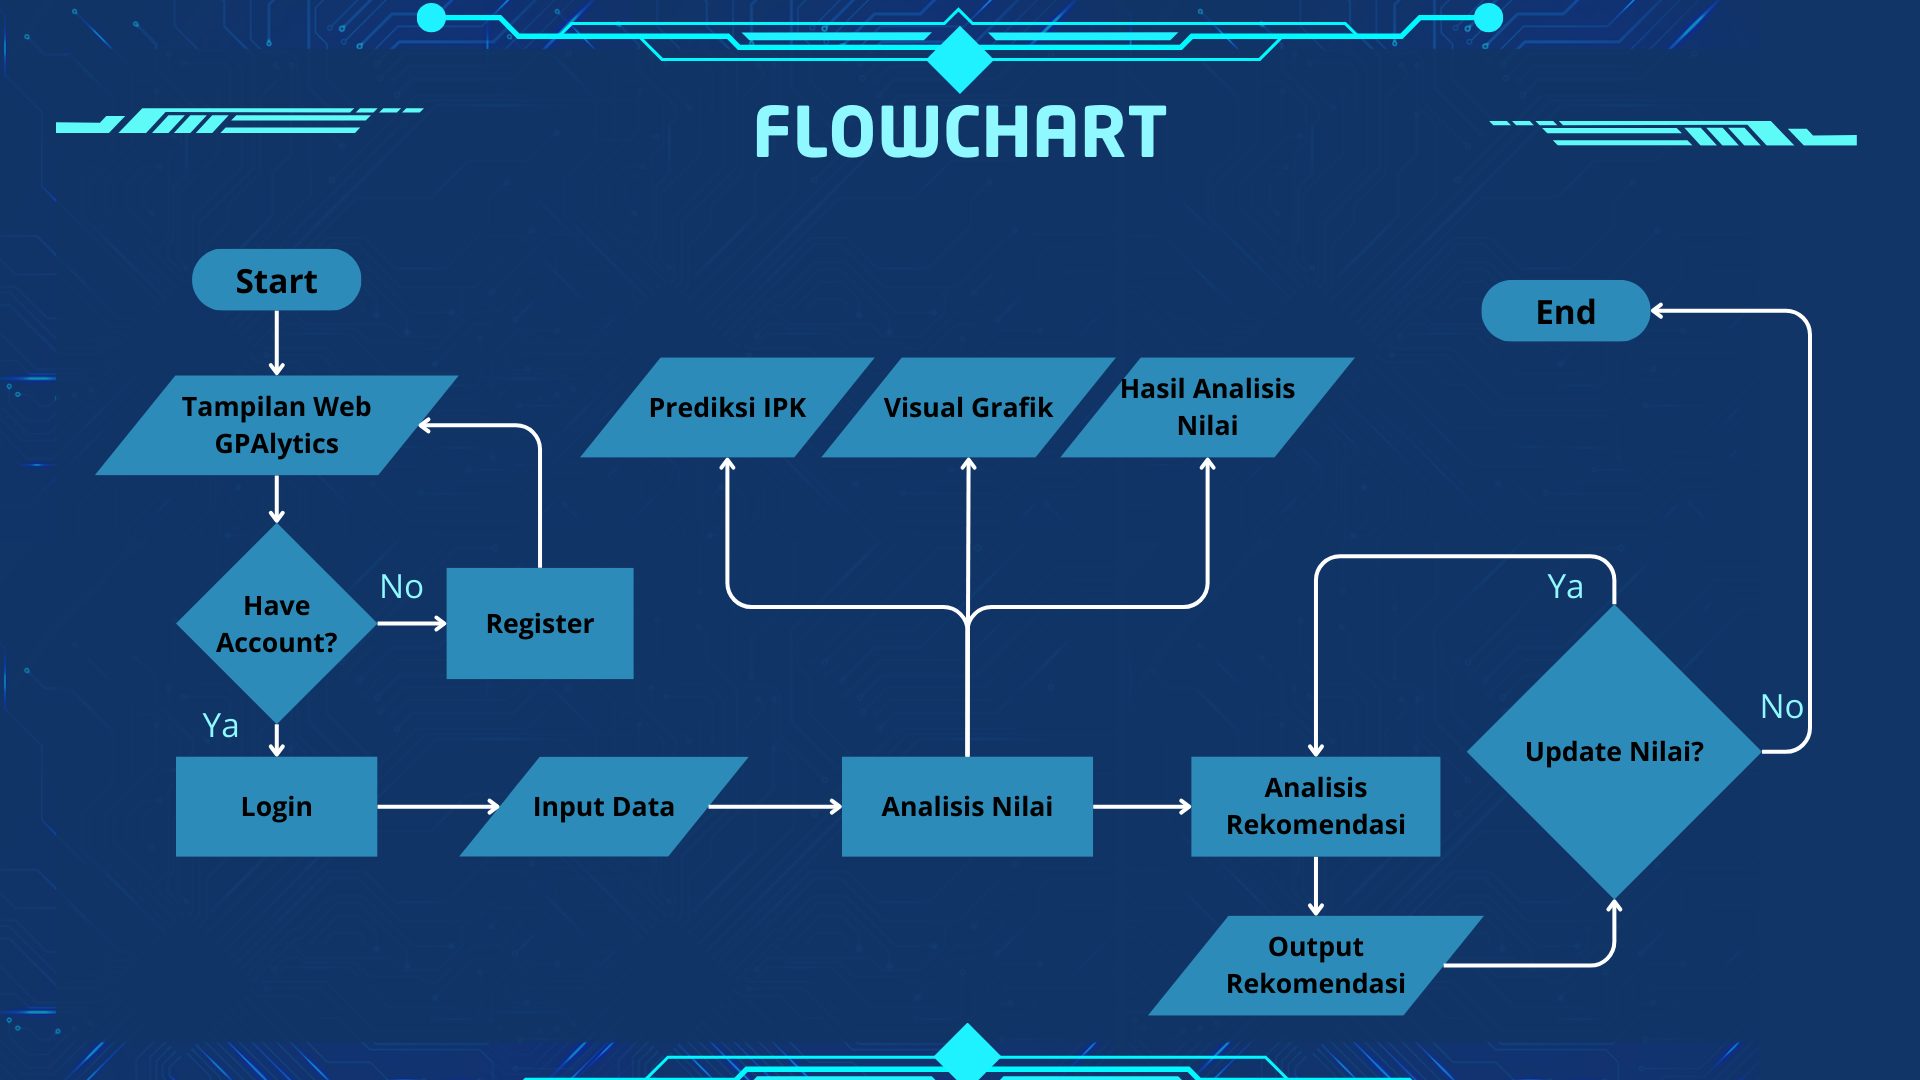 FLOWCHART
Start
Tampilan Web
GPAlytics
Have
Account?
No
Register
Ya
Login
Input Data
Analisis Nilai
Prediksi IPK
Visual Grafik
Hasil Analisis
Nilai
Analisis
Rekomendasi
Output
Rekomendasi
Update Nilai?
Ya
No
End